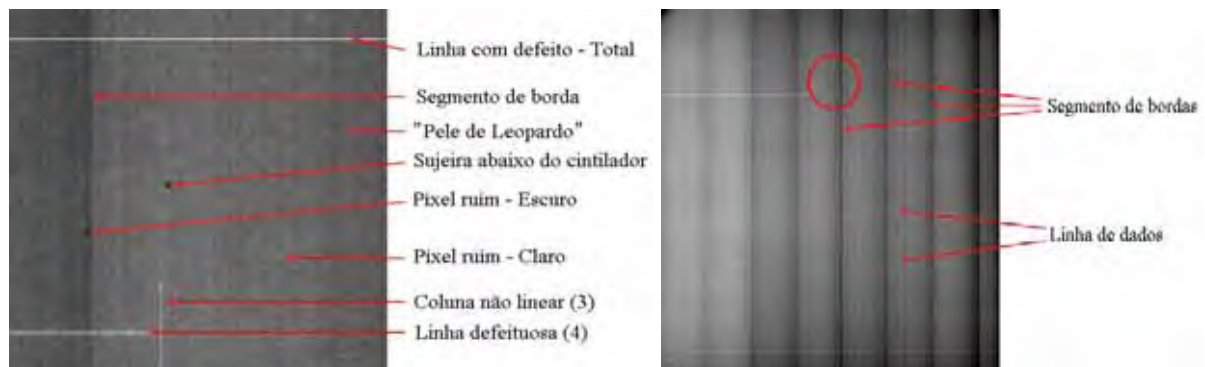 Linha com defeito - Total
Segmento de borda
"Pele de Leopardo"
Sujeira abaixo do cintilador
Pixel ruim - Escuro
Pixel ruim - Claro
Coluna não linear (3)
Linha defeituosa (4)
Segmento de bordas
Linha de dados